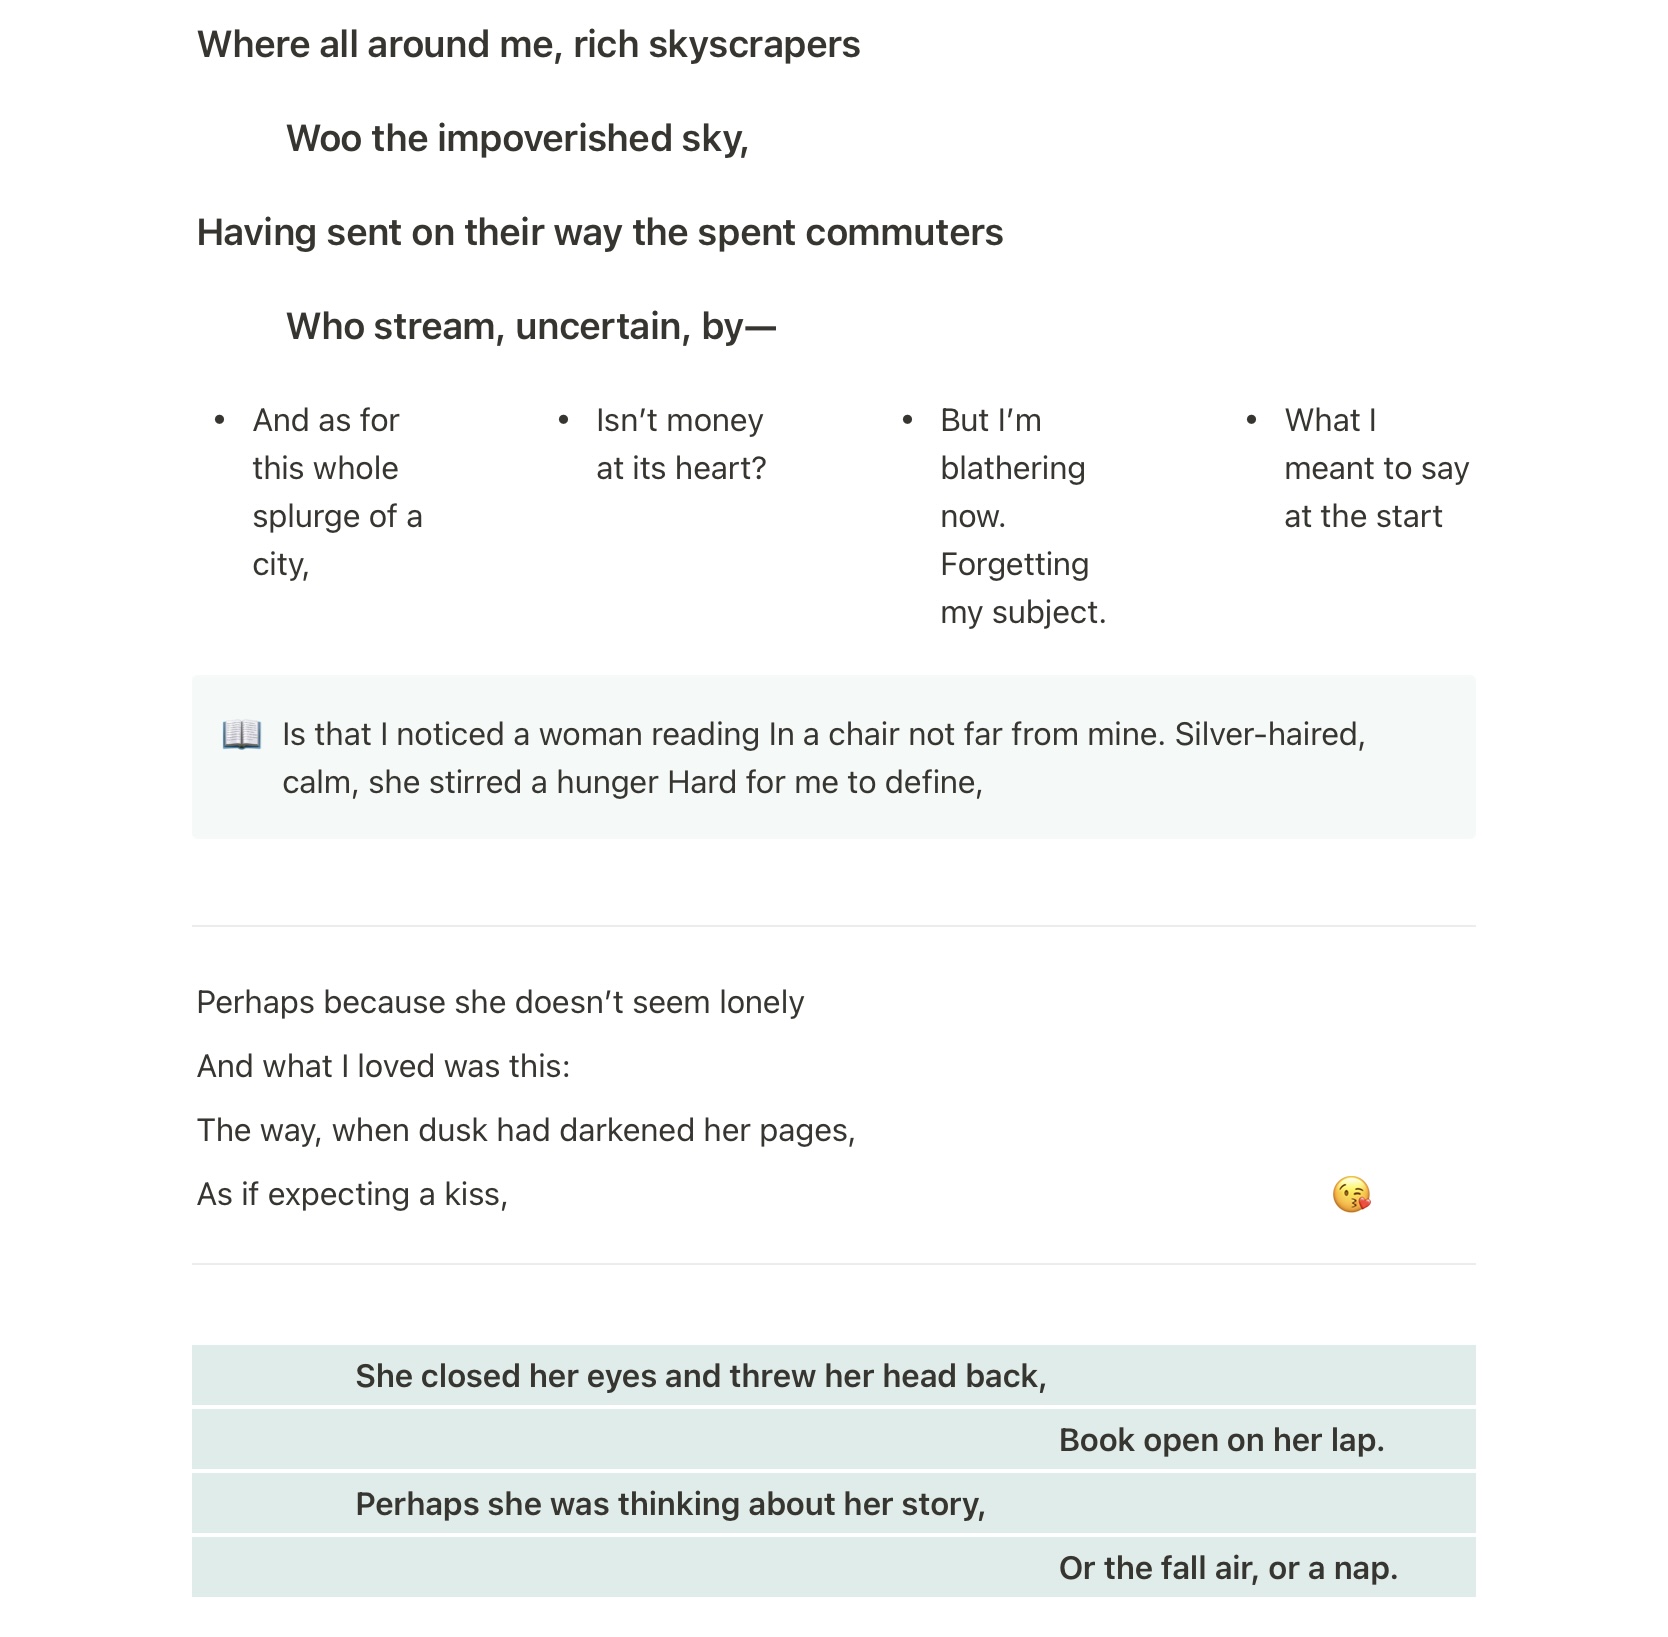 Where all around me, rich skyscrapers
Woo the impoverished sky,
Having sent on their way the spent commuters
Who stream, uncertain, by—
• And as for
this whole
splurge of a
city,
• Isn’t money
at its heart?
• But I’m
blathering
now.
Forgetting
my subject.
• What I
meant to say
at the start
📖 Is that I noticed a woman reading In a chair not far from mine. Silver-haired,
calm, she stirred a hunger Hard for me to define,
Perhaps because she doesn’t seem lonely
And what I loved was this:
The way, when dusk had darkened her pages,
As if expecting a kiss, 😘
She closed her eyes and threw her head back,
Book open on her lap.
Perhaps she was thinking about her story,
Or the fall air, or a nap.